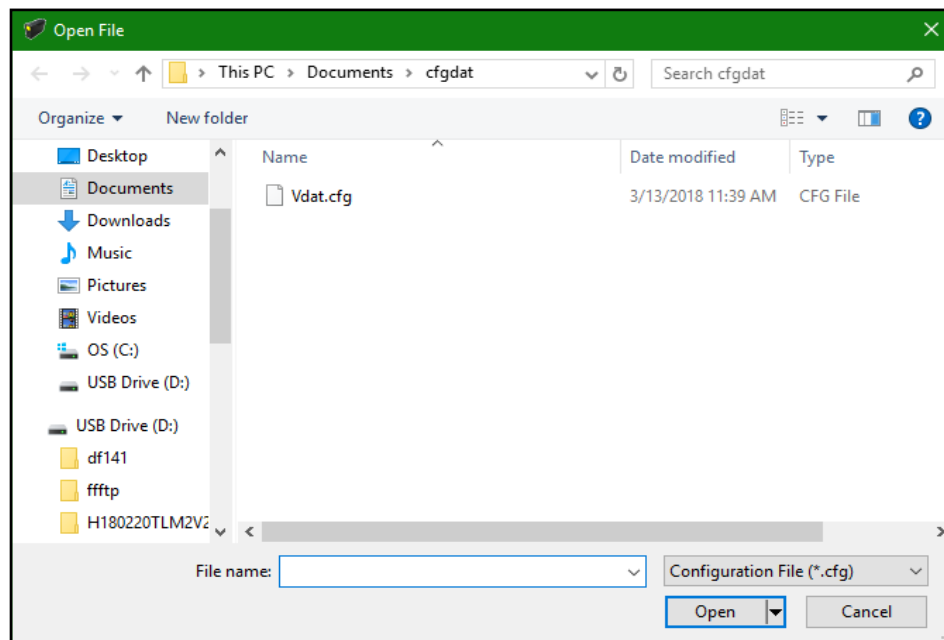 Open File
This PC > Documents > cfgdat
Search cfgdat
Organize
New folder
Desktop
Documents
Downloads
Music
Pictures
Videos
OS (C:)
USB Drive (D:)
USB Drive (D:)
df141
ffftp
H180220TLM2V2
Name
Date modified
Type
Vdat.cfg
3/13/2018 11:39 AM
CFG File
File name:
Configuration File (*.cfg)
Open
Cancel